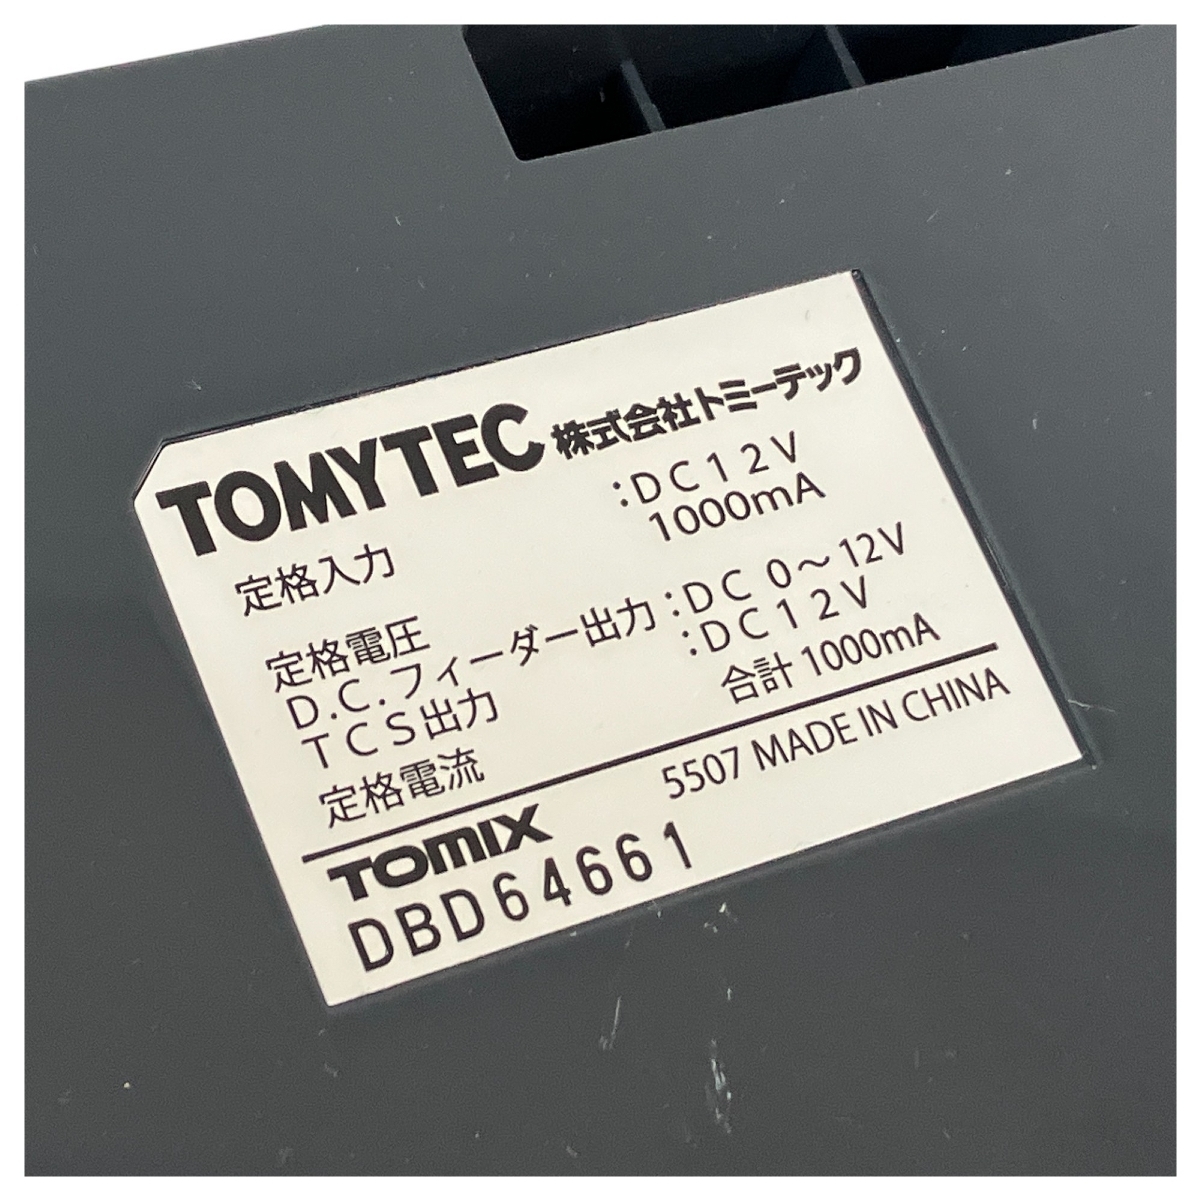 TOMYTEC 株式会社トミーテック
定格入力 :DC12V
1000mA
定格電圧
D.C.フィーダー出力 :DC 0～12V
TCS出力 :DC12V
定格電流 合計 1000mA
TOMIX 5507 MADE IN CHINA
DBD64661